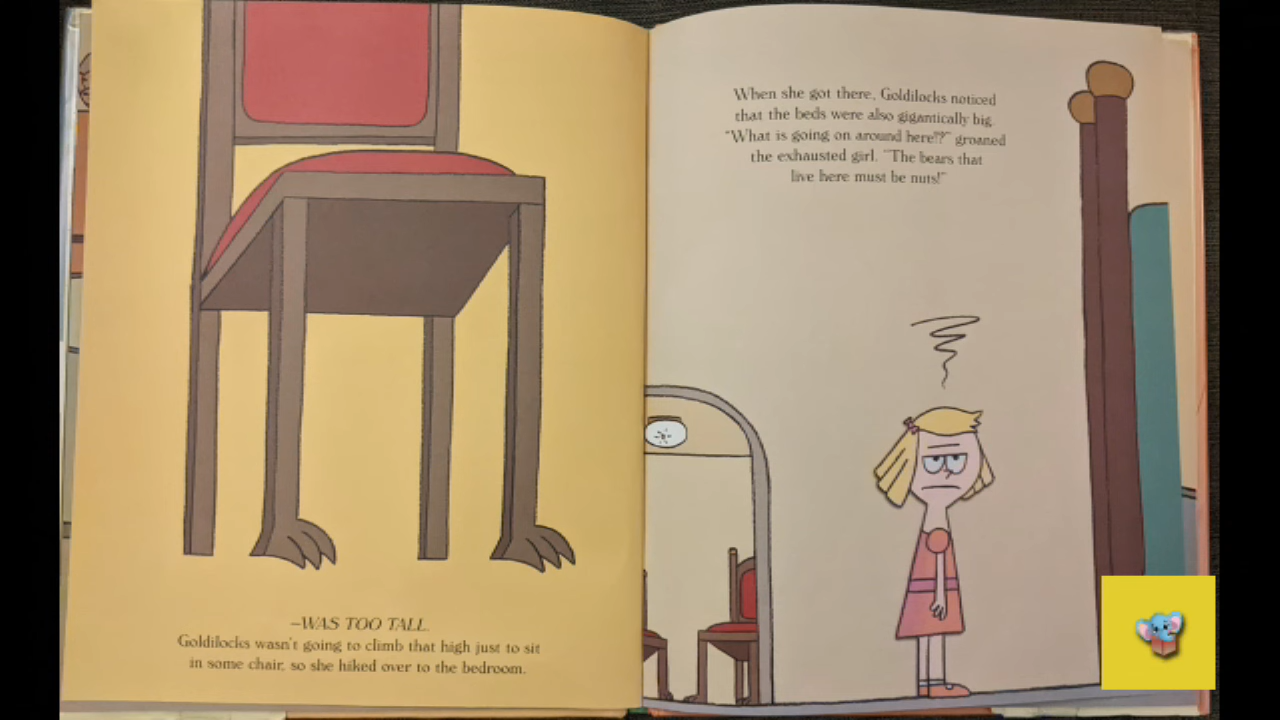 –WAS TOO TALL.
Goldilocks wasn't going to climb that high just to sit
in some chair, so she hiked over to the bedroom.
When she got there, Goldilocks noticed
that the beds were also gigantically big.
"What is going on around here!?" groaned
the exhausted girl. "The bears that
live here must be nuts!"